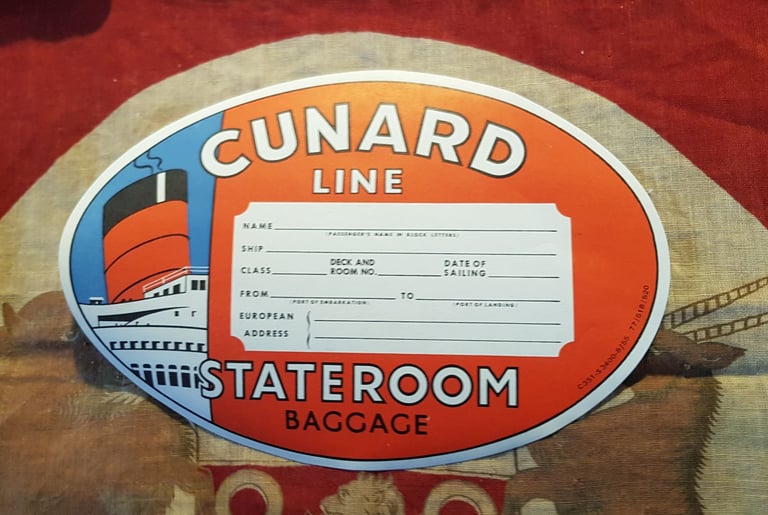 CUNARD
LINE
NAME
(PASSENGER'S NAME IN BLOCK LETTERS)
SHIP
CLASS DECK AND ROOM NO. DATE OF SAILING
FROM TO
(PORT OF EMBARKATION) (PORT OF LANDING)
EUROPEAN
ADDRESS
STATEROOM
BAGGAGE